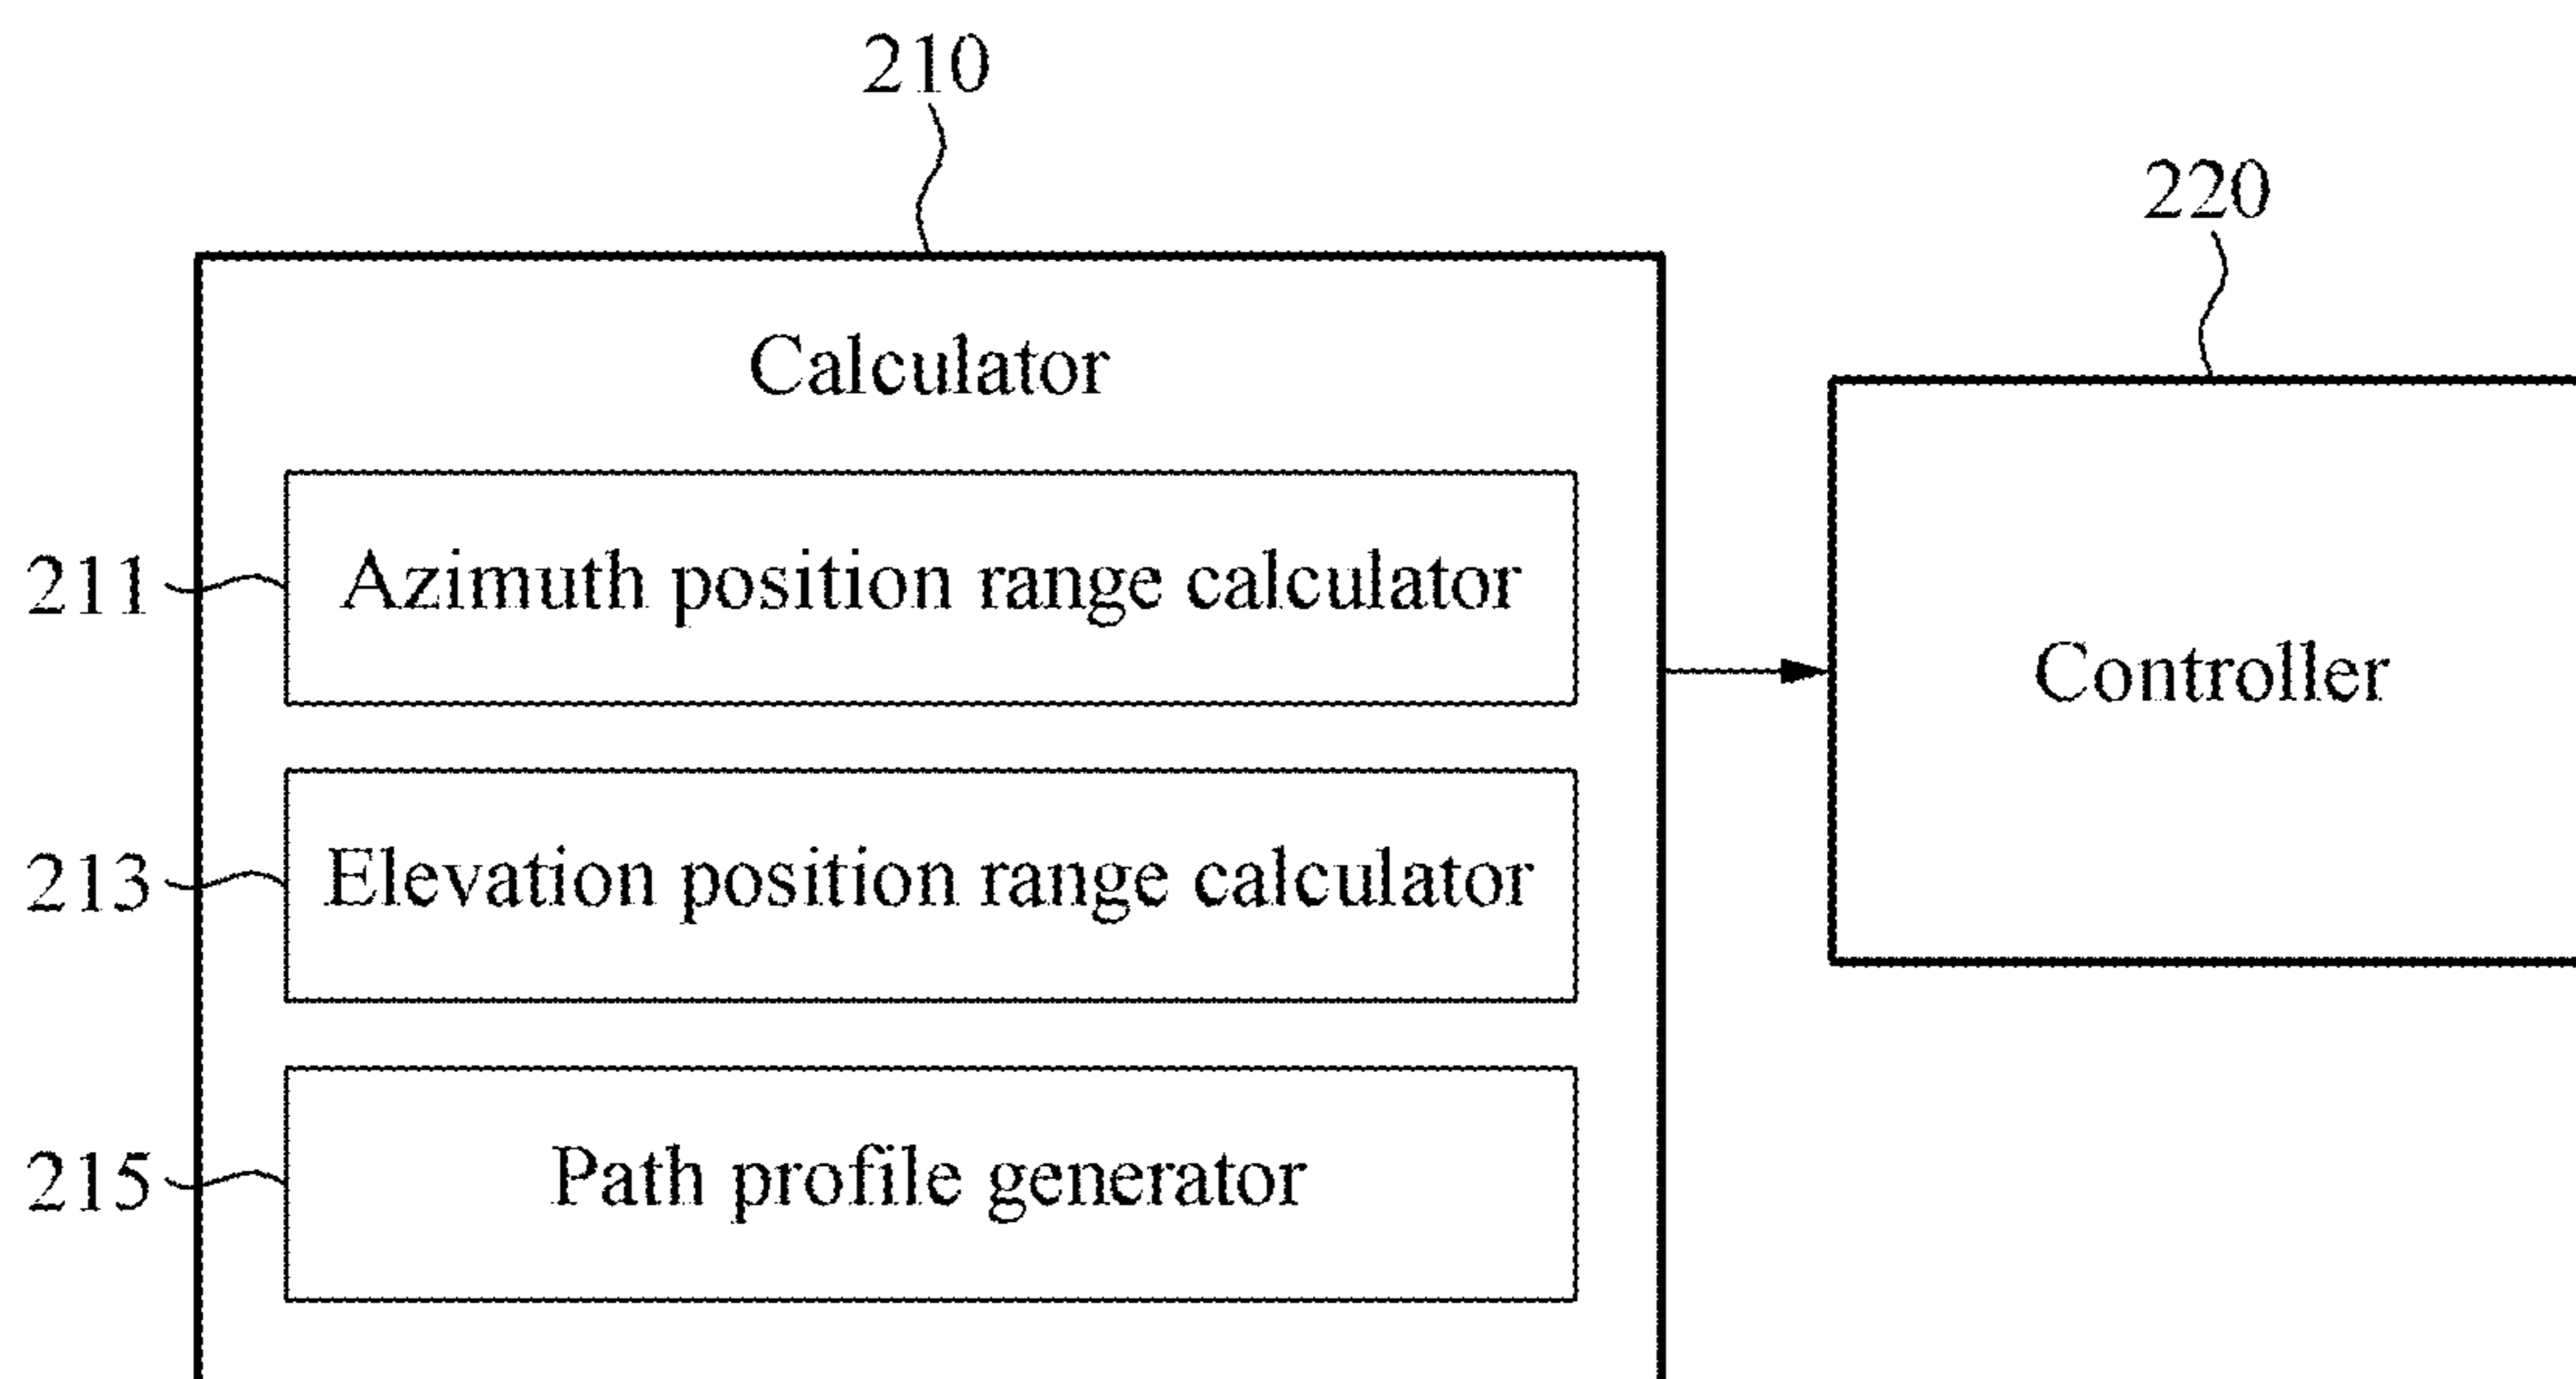 210
220
Calculator
211
Azimuth position range calculator
Controller
213
Elevation position range calculator
215
Path profile generator